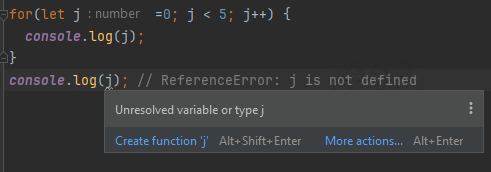 for(let j : number =0; j < 5; j++) {
console.log(j);
}
console.log(j); // ReferenceError: j is not defined
Unresolved variable or type j
Create function 'j' Alt+Shift+Enter More actions... Alt+Enter